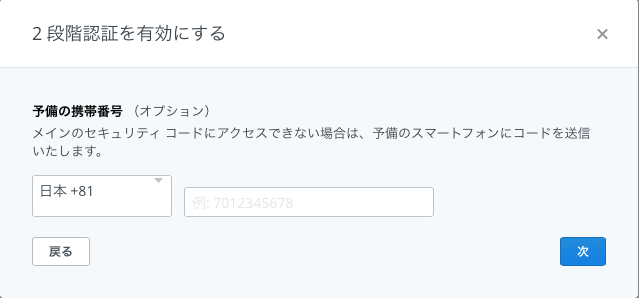 2 段階認証を有効にする
×
予備の携帯番号 （オプション）
メインのセキュリティ コードにアクセスできない場合は、予備のスマートフォンにコードを送信
いたします。
日本 +81
例: 7012345678
戻る
次